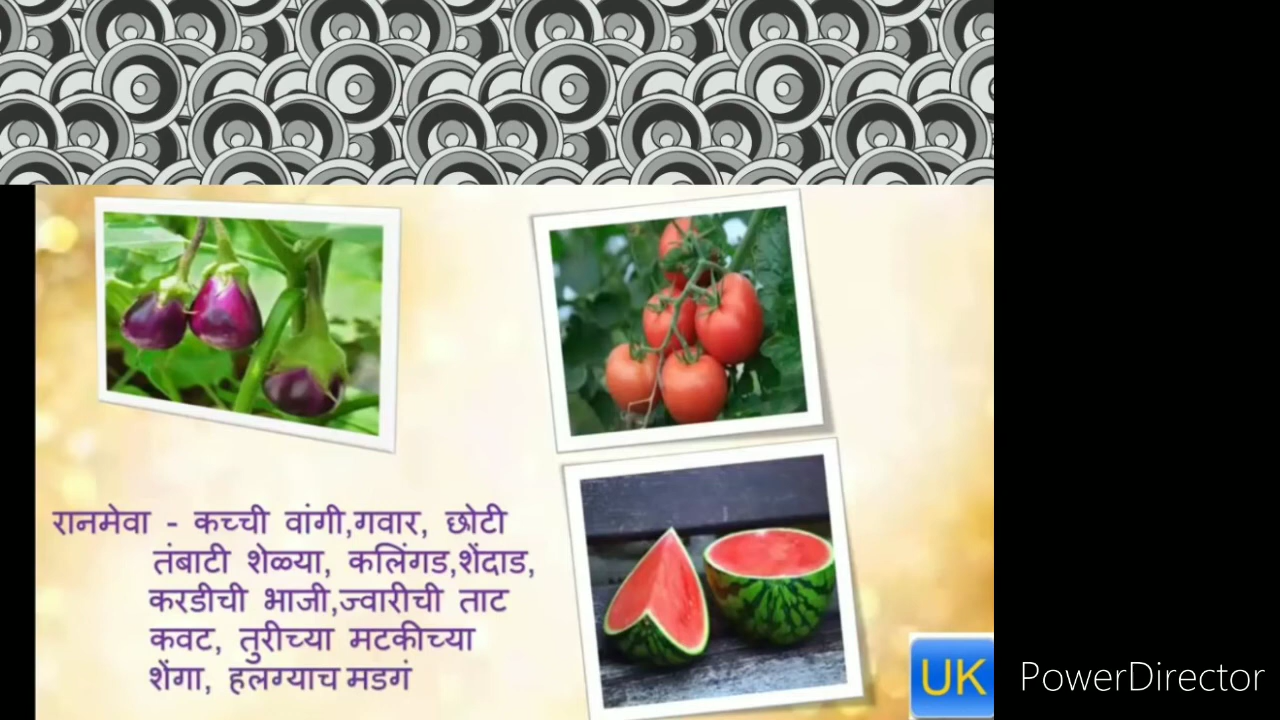 रानमेवा - कच्ची वांगी,गवार, छोटी
तंबाटी शेळ्या, कलिंगड,शेंदाड,
करडीची भाजी,ज्वारीची ताट
कवट, तुरीच्या मटकीच्या
शेंगा, हलग्याच मडगं
UK
PowerDirector